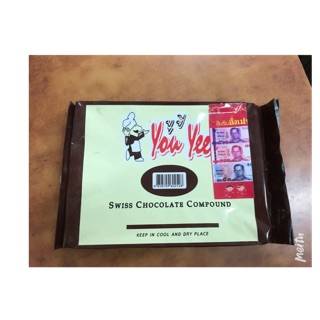 You Yee
SWISS CHOCOLATE COMPOUND
KEEP IN COOL AND DRY PLACE
Meitu